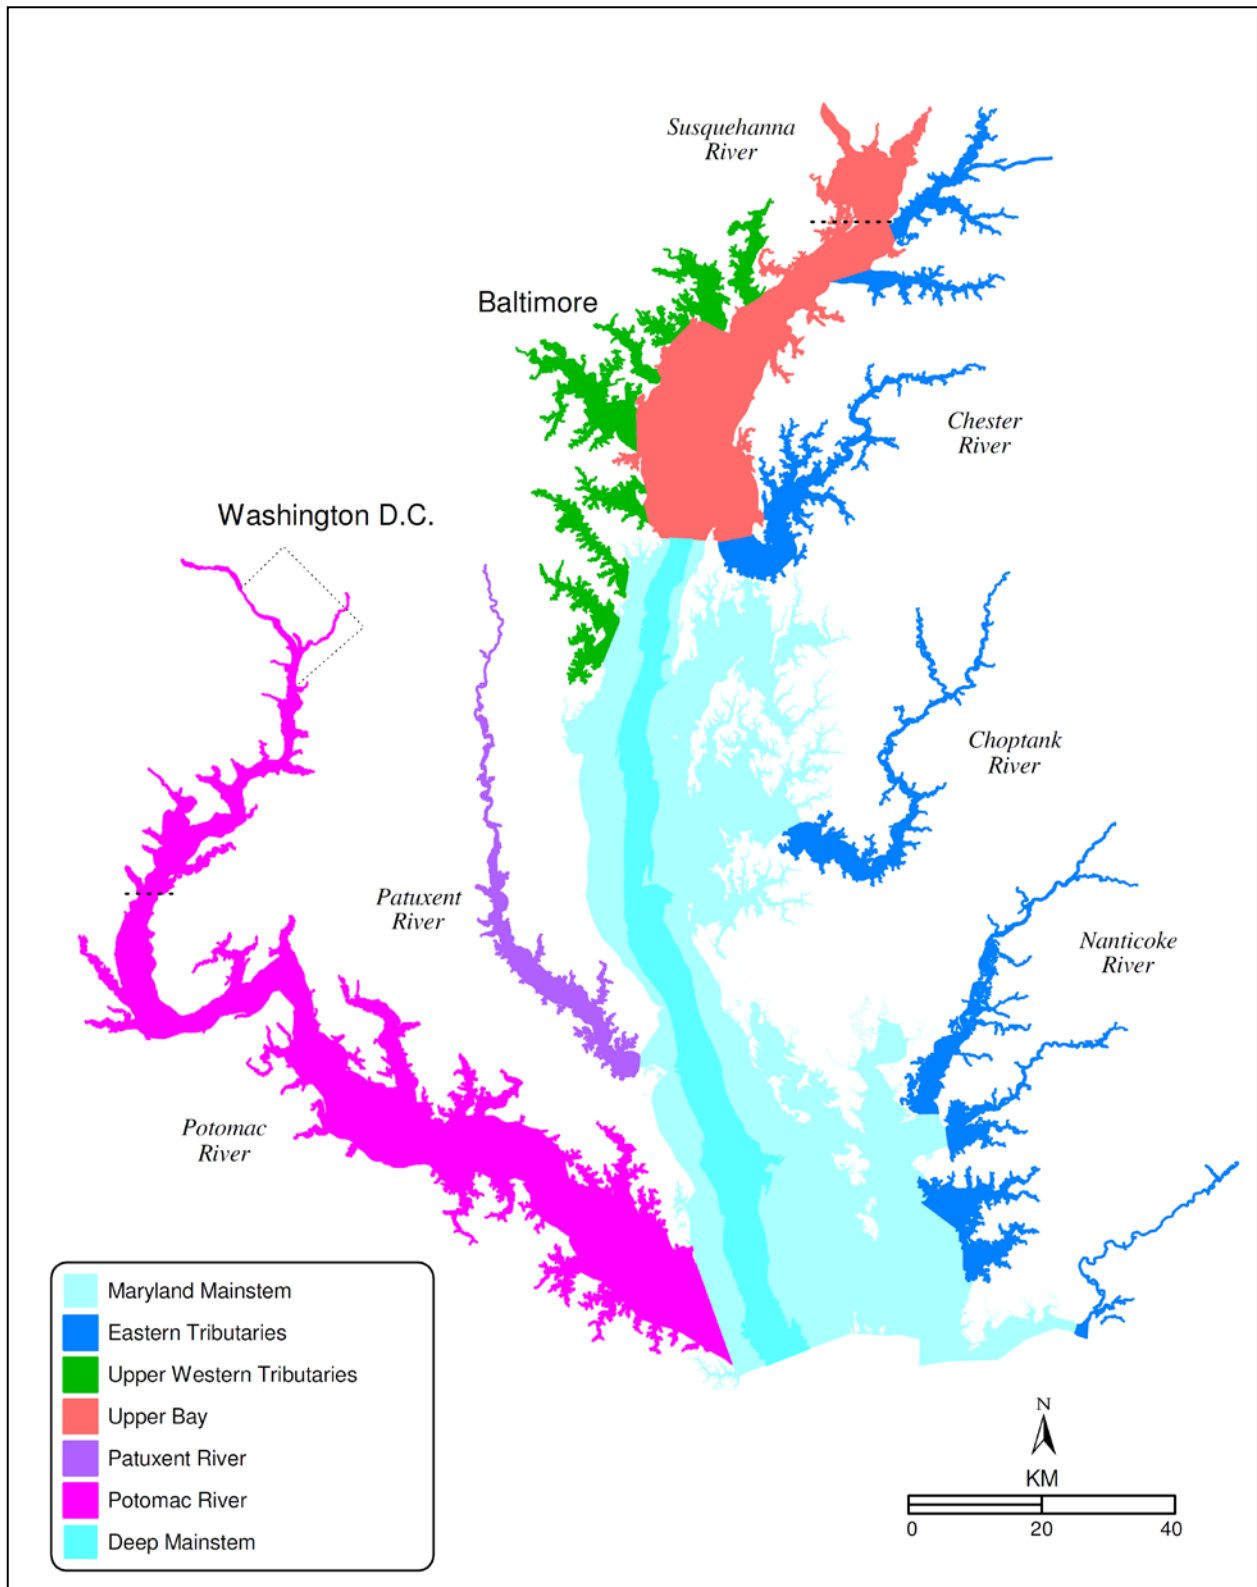 Susquehanna
River
Baltimore
Chester
River
Washington D.C.
Choptank
River
Patuxent
River
Nanticoke
River
Potomac
River
Maryland Mainstem
Eastern Tributaries
Upper Western Tributaries
Upper Bay
Patuxent River
Potomac River
Deep Mainstem
N
KM
0 20 40